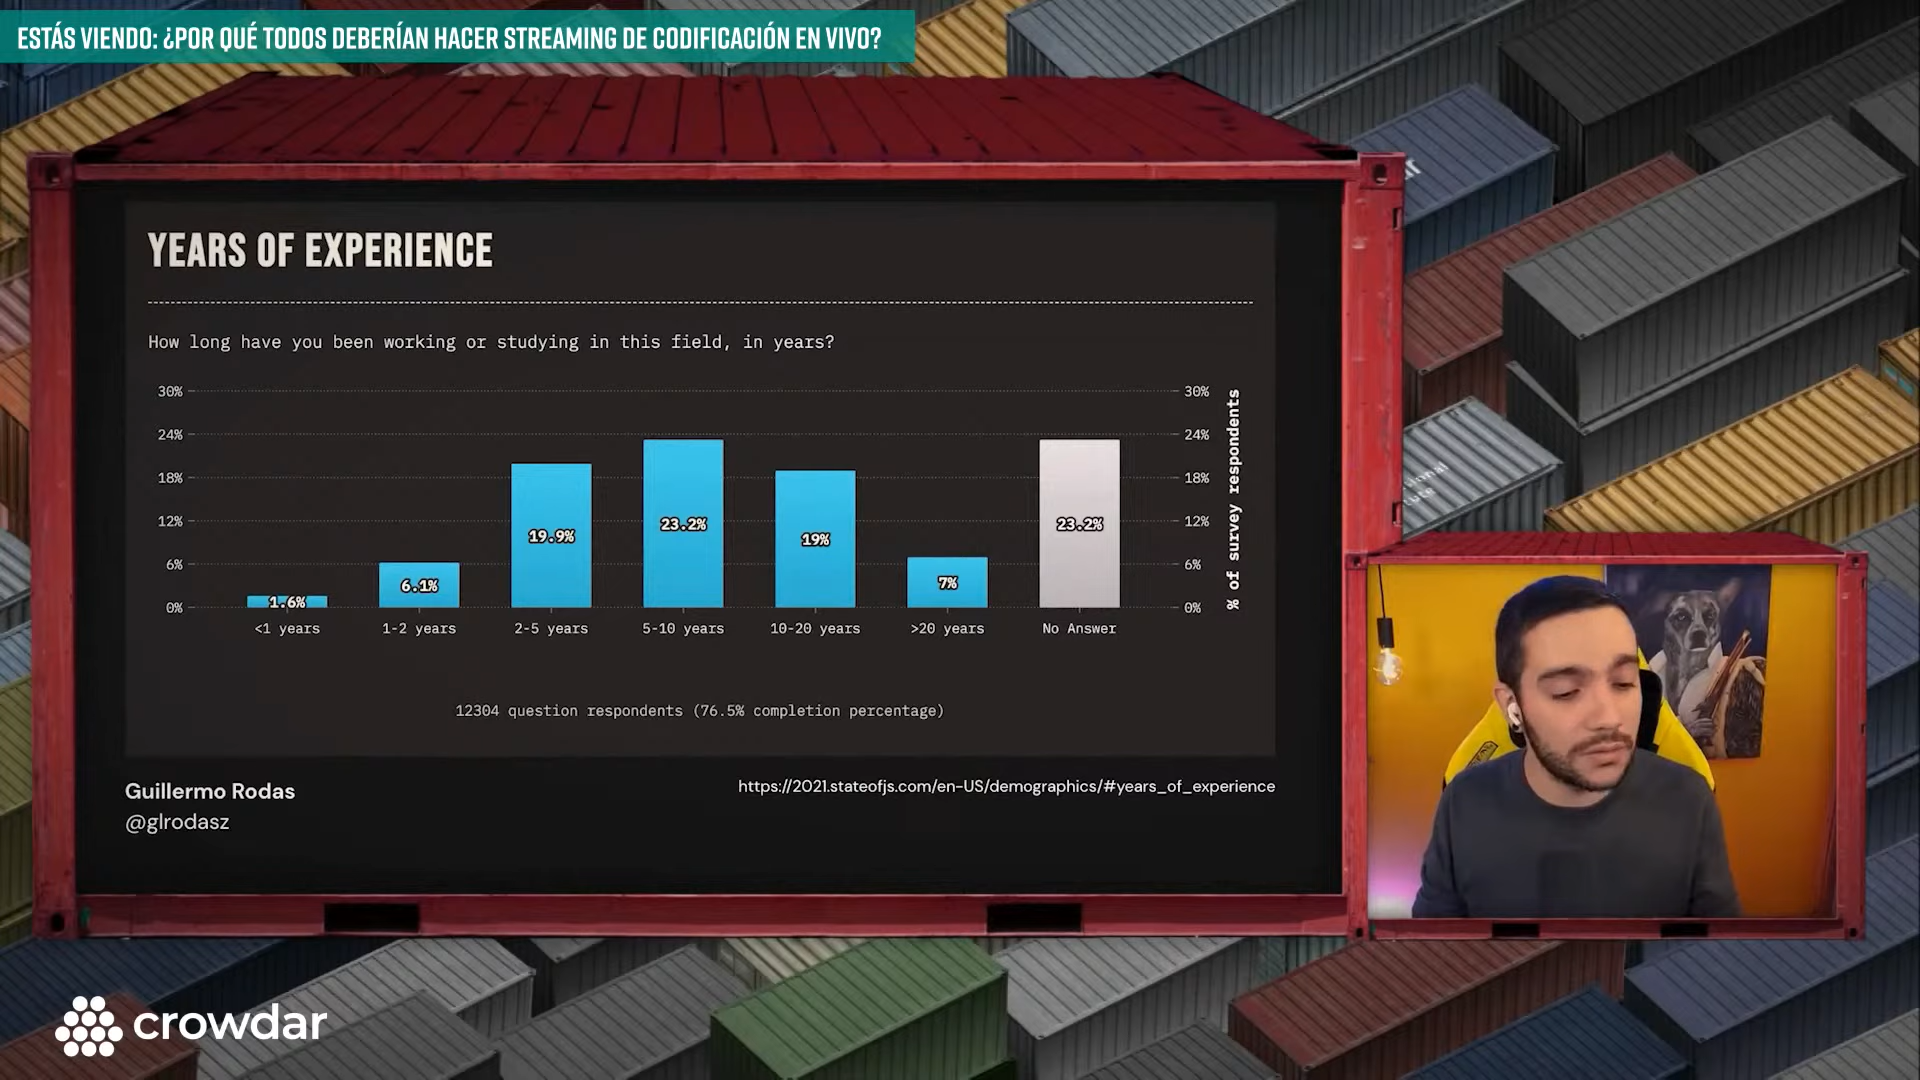 ESTÁS VIENDO: ¿POR QUÉ TODOS DEBERÍAN HACER STREAMING DE CODIFICACIÓN EN VIVO?
YEARS OF EXPERIENCE
How long have you been working or studying in this field, in years?
30% 30%
24% 24%
18% 18%
12% 12%
6% 6%
0% 0%
% of survey respondents
1.6% 6.1% 19.9% 23.2% 19% 7% 23.2%
<1 years 1-2 years 2-5 years 5-10 years 10-20 years >20 years No Answer
12304 question respondents (76.5% completion percentage)
Guillermo Rodas
@glrodasz
https://2021.stateofjs.com/en-US/demographics/#years_of_experience
crowdar